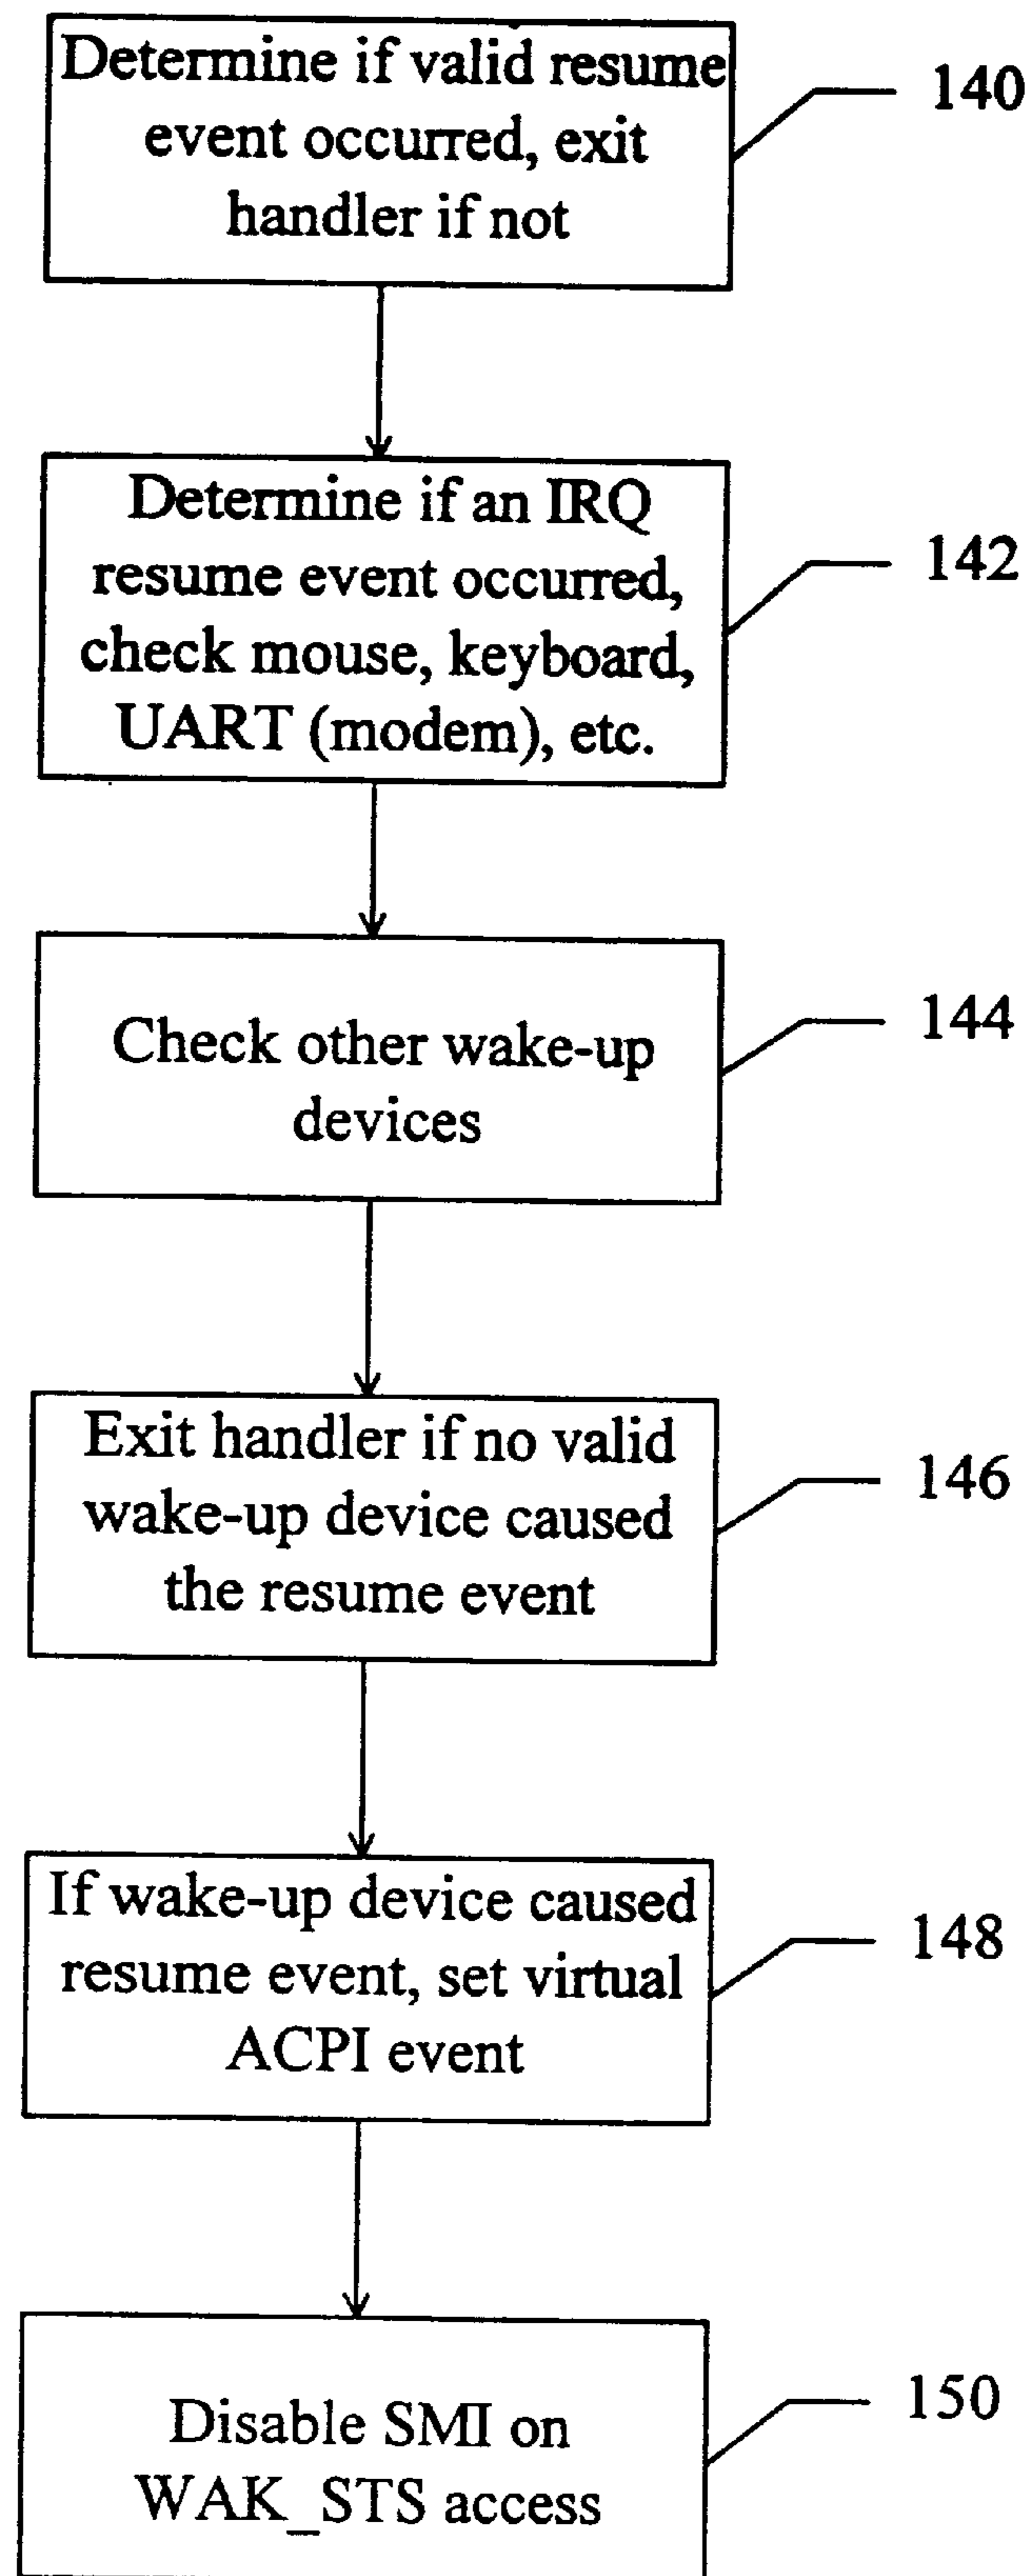 Determine if valid resume
event occurred, exit
handler if not
140
Determine if an IRQ
resume event occurred,
check mouse, keyboard,
UART (modem), etc.
142
Check other wake-up
devices
144
Exit handler if no valid
wake-up device caused
the resume event
146
If wake-up device caused
resume event, set virtual
ACPI event
148
Disable SMI on
WAK_STS access
150